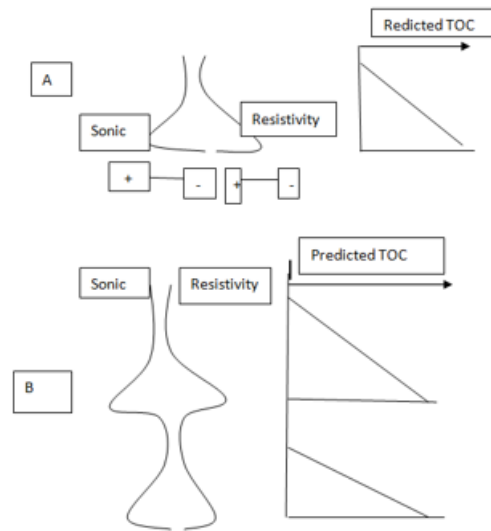 Redicted TOC
A
Sonic
Resistivity
+
-
+
-
Predicted TOC
Sonic
Resistivity
B